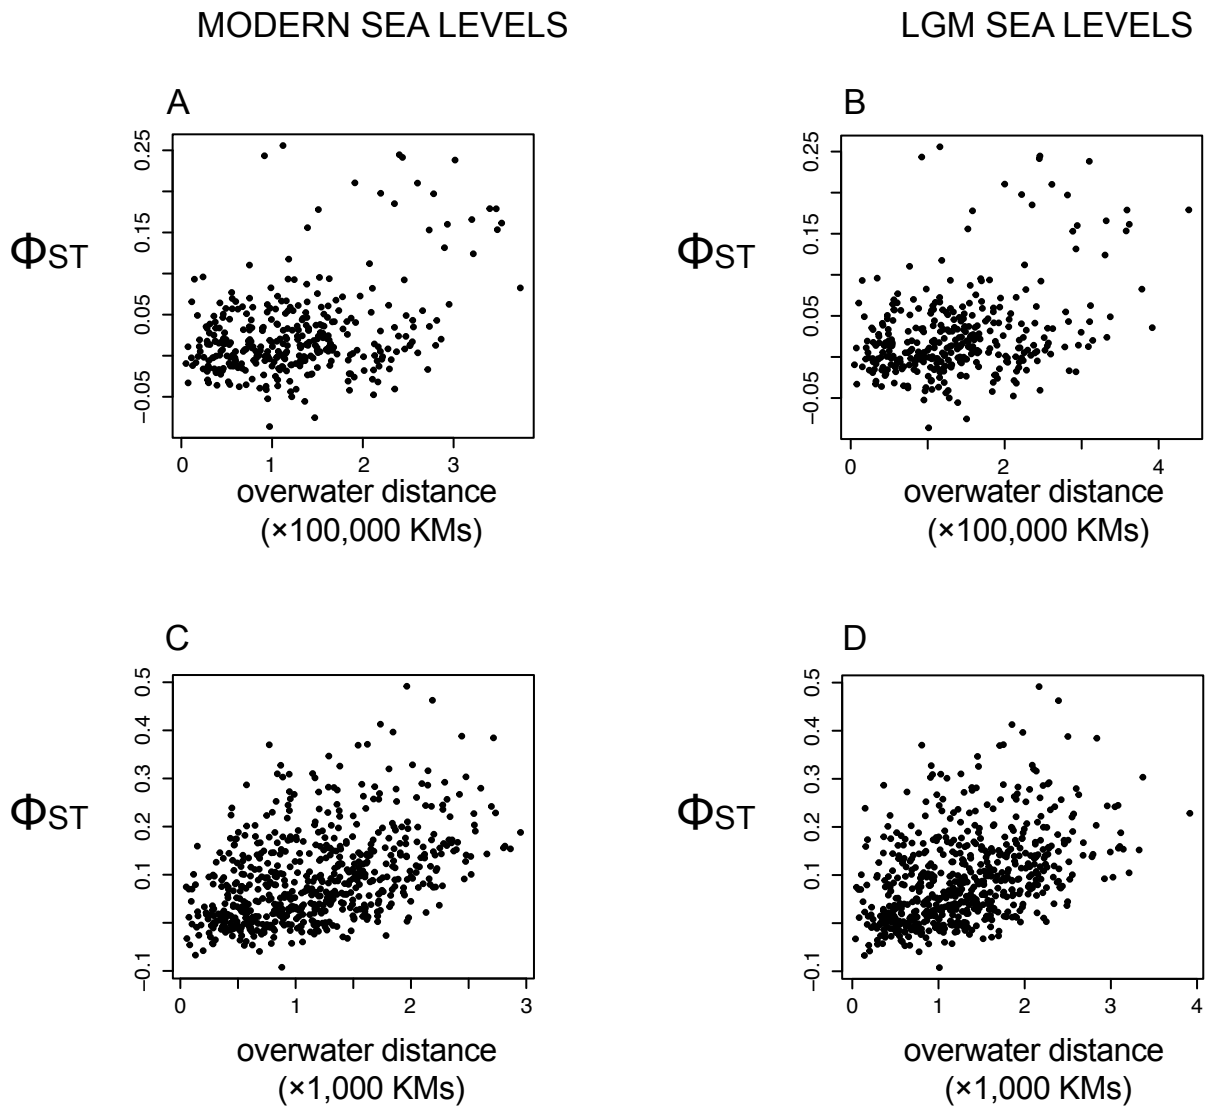 MODERN SEA LEVELS
LGM SEA LEVELS
A
ΦST
0.25
0.15
0.05
−0.05
0 1 2 3
overwater distance
(×100,000 KMs)
B
ΦST
0.25
0.15
0.05
−0.05
0 2 4
overwater distance
(×100,000 KMs)
C
ΦST
0.5
0.4
0.3
0.2
0.1
−0.1
0 1 2 3
overwater distance
(×1,000 KMs)
D
ΦST
0.5
0.4
0.3
0.2
0.1
−0.1
0 1 2 3 4
overwater distance
(×1,000 KMs)